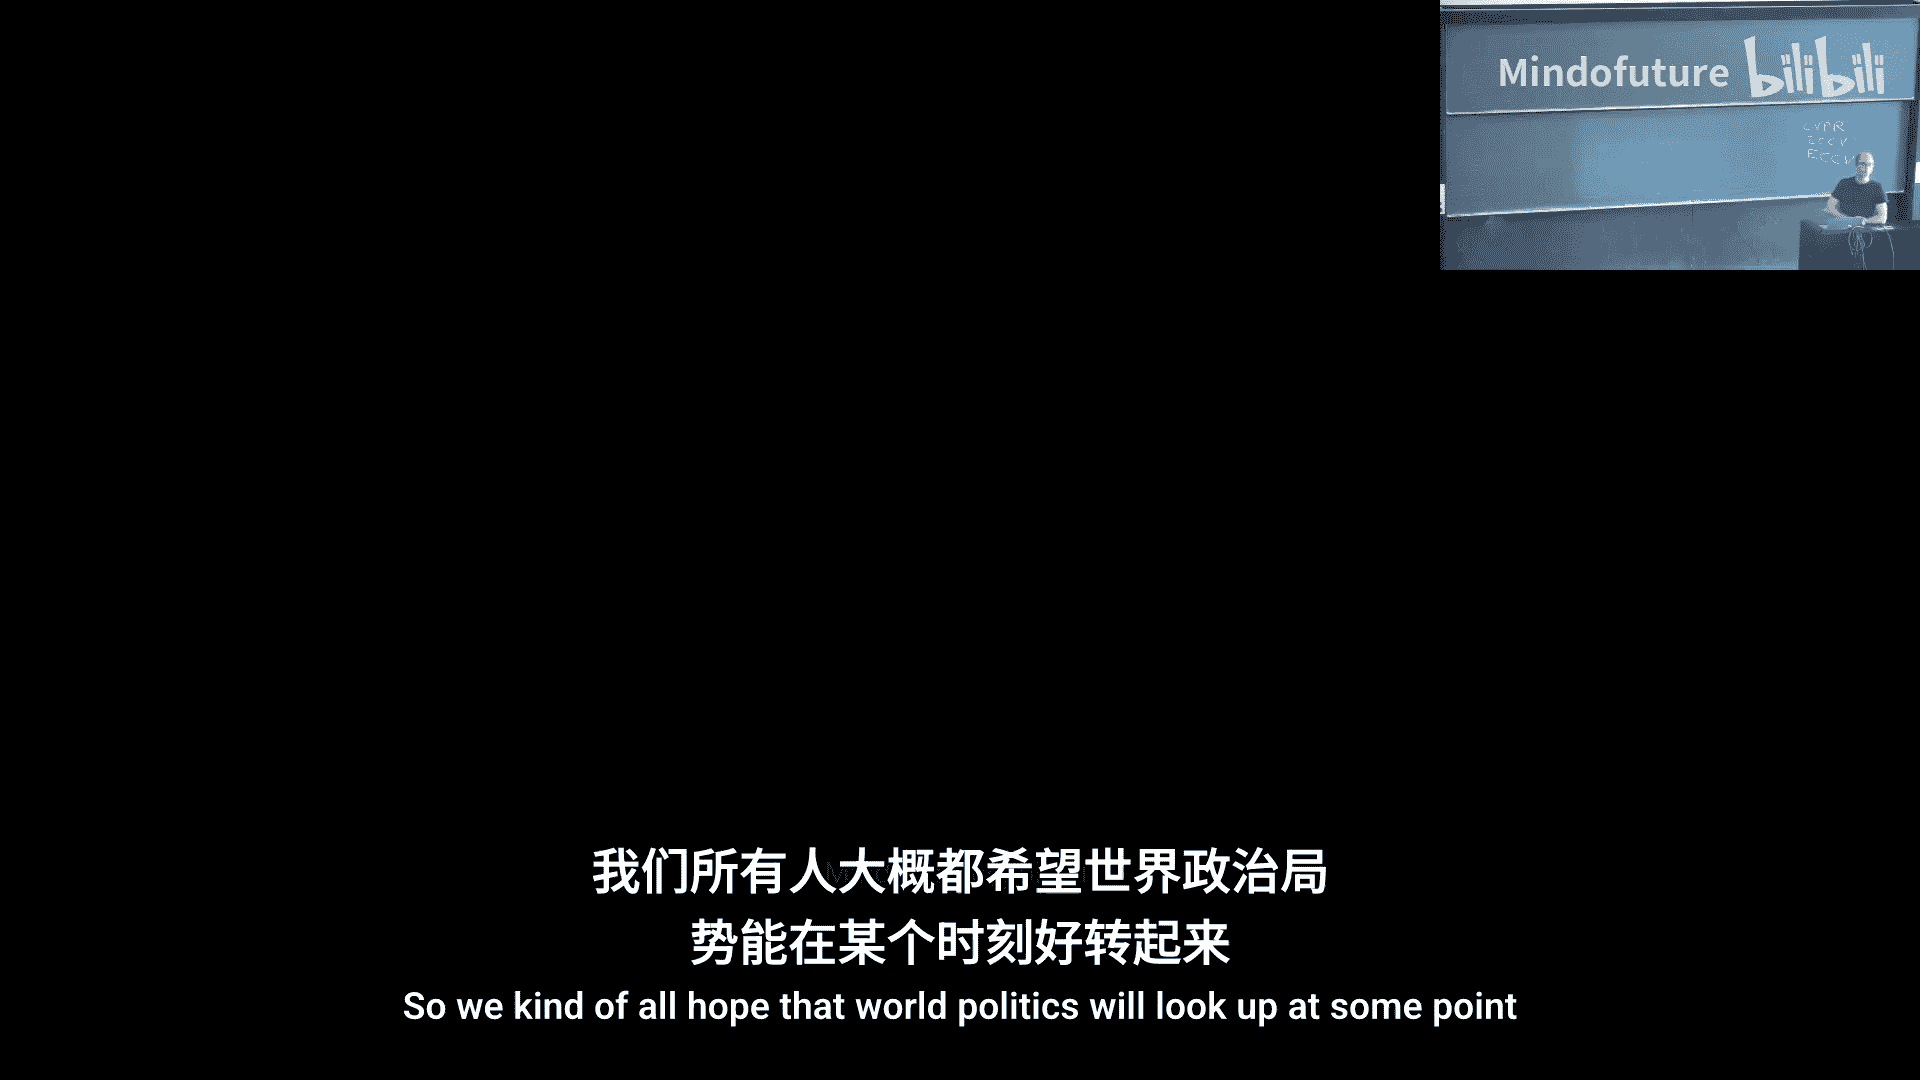 Mindofuture bilibili
CVPR
ECCV
我们所有人大概都希望世界政治局
势能在某个时刻好转起来
So we kind of all hope that world politics will look up at some point